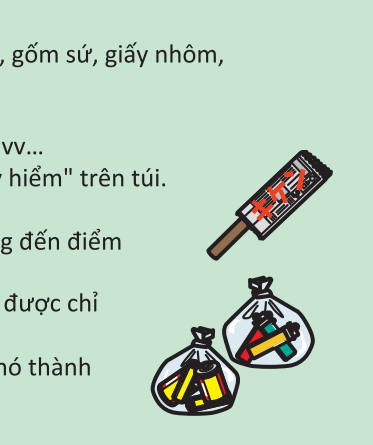 , gốm sứ, giấy nhôm,
vv...
hiểm" trên túi.
キケン
g đến điểm
được chỉ
nó thành